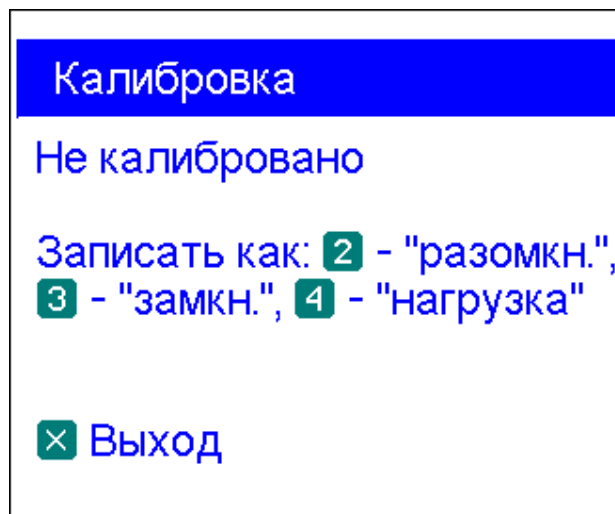 Калибровка
Не калибровано
Записать как: 2 - "разомкн.",
3 - "замкн.", 4 - "нагрузка"
× Выход